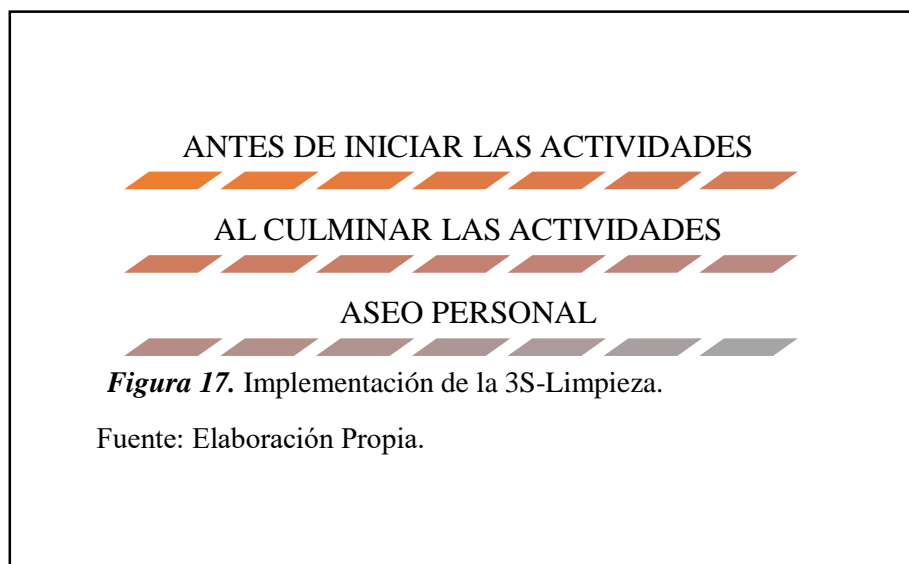 ANTES DE INICIAR LAS ACTIVIDADES
AL CULMINAR LAS ACTIVIDADES
ASEO PERSONAL
Figura 17. Implementación de la 3S-Limpieza.
Fuente: Elaboración Propia.